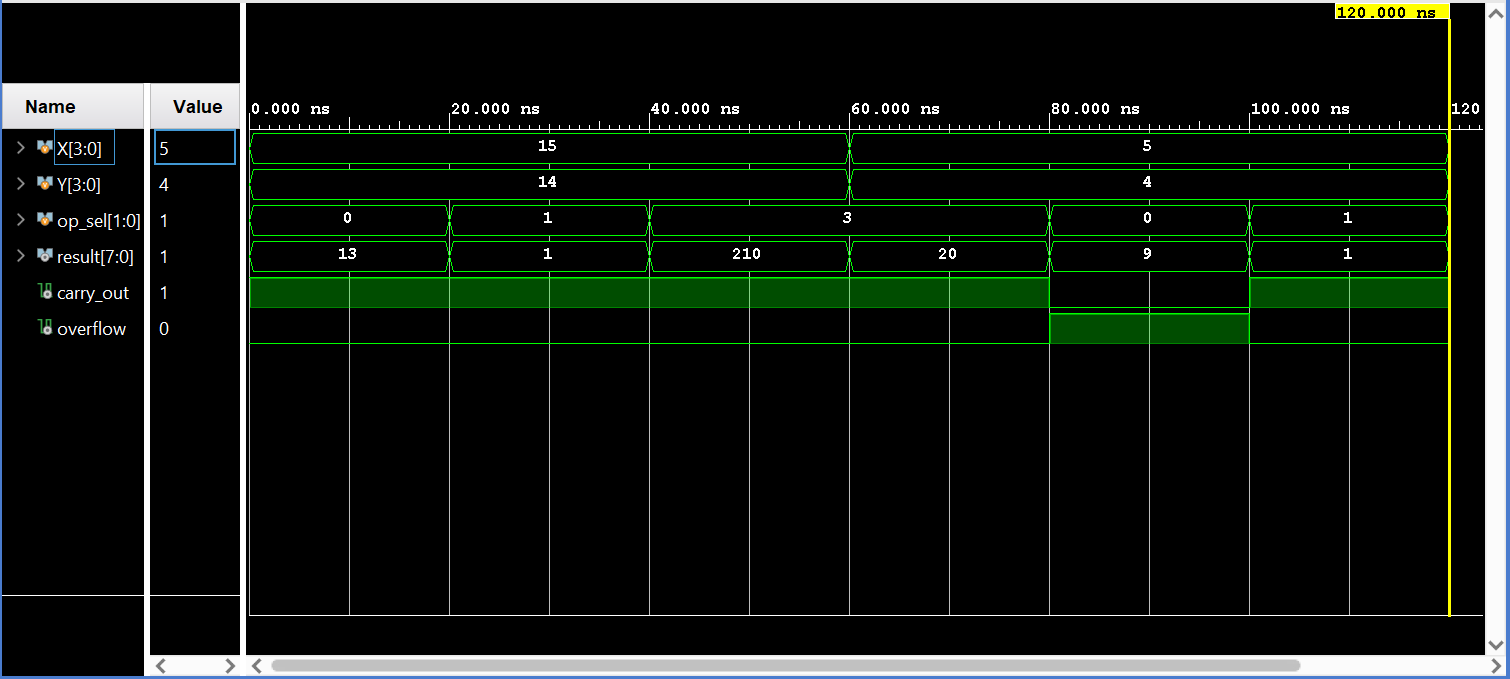 120.000 ns
Name Value
0.000 ns 20.000 ns 40.000 ns 60.000 ns 80.000 ns 100.000 ns 120
X[3:0] 5 15 5
Y[3:0] 4 14 4
op_sel[1:0] 1 0 1 3 0 1
result[7:0] 1 13 1 210 20 9 1
carry_out 1
overflow 0